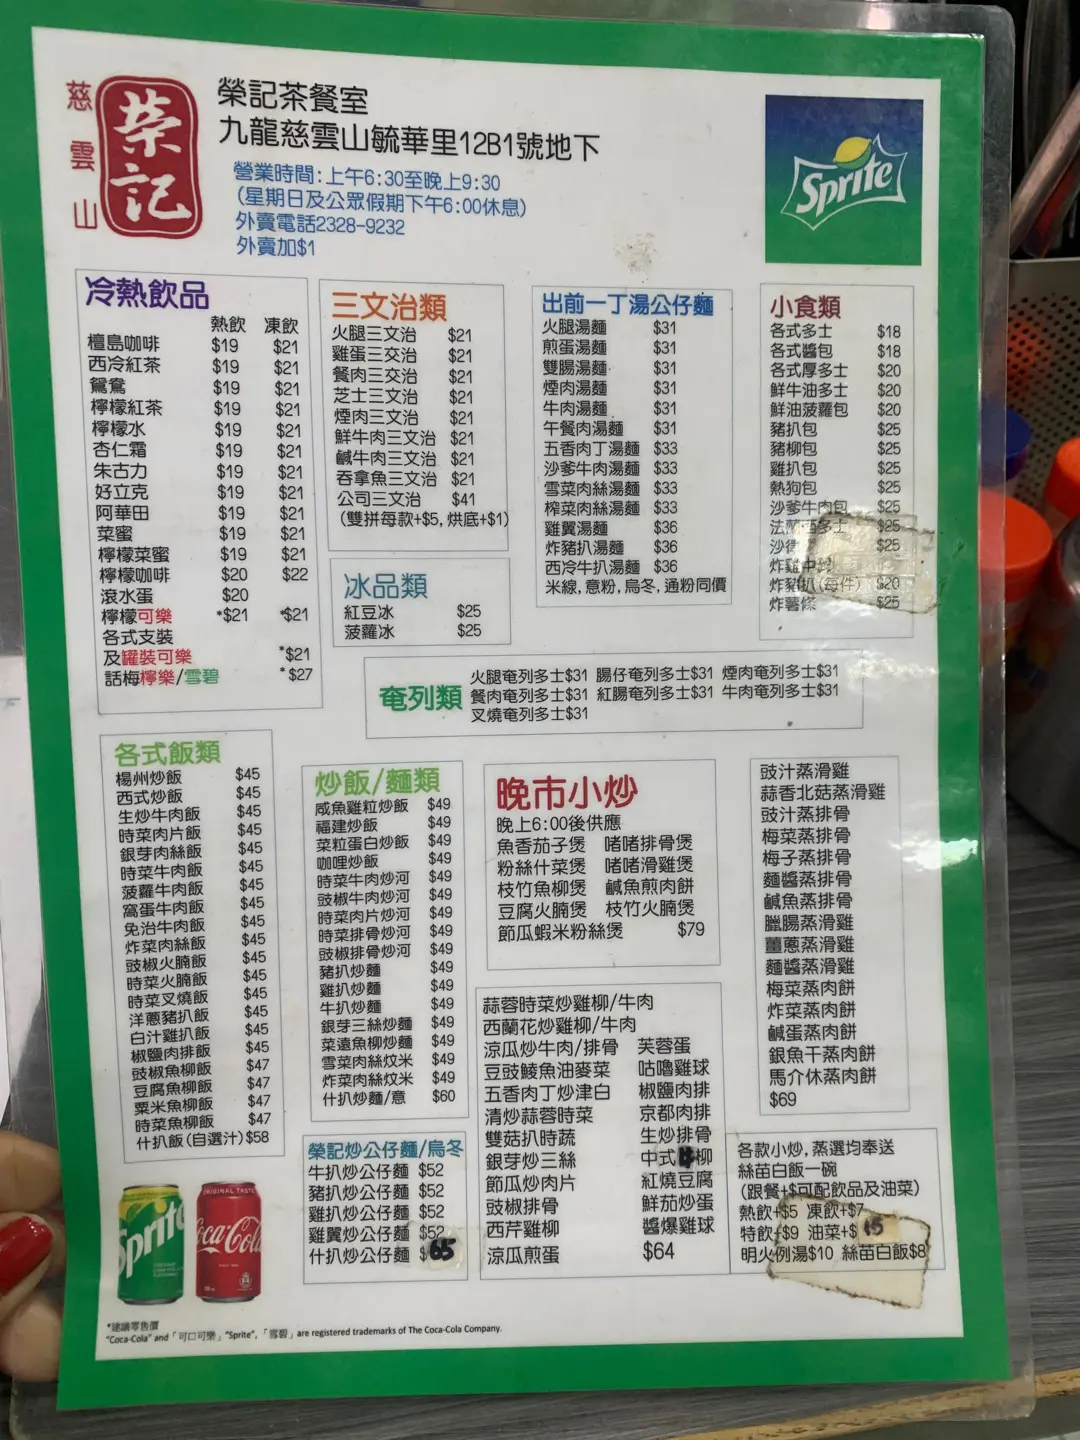 慈雲山
榮記
榮記茶餐室
九龍慈雲山毓華里12B1號地下
營業時間:上午6:30至晚上9:30
(星期日及公眾假期下午6:00休息)
外賣電話2328-9232
外賣加$1
Sprite
冷熱飲品
熱飲 凍飲
檀島咖啡 $19 $21
西冷紅茶 $19 $21
鴛鴦 $19 $21
檸檬紅茶 $19 $21
檸檬水 $19 $21
杏仁霜 $19 $21
朱古力 $19 $21
好立克 $19 $21
阿華田 $19 $21
菜蜜 $19 $21
檸檬菜蜜 $19 $21
檸檬咖啡 $20 $22
滾水蛋 $20
檸檬可樂 *$21 *$21
各式支裝
及罐裝可樂 *$21
話梅檸樂/雪碧 *$27
三文治類
火腿三文治 $21
雞蛋三文治 $21
餐肉三文治 $21
芝士三文治 $21
煙肉三文治 $21
鮮牛肉三文治 $21
鹹牛肉三文治 $21
吞拿魚三文治 $21
公司三文治 $41
(雙拼每款+$5,烘底+$1)
冰品類
紅豆冰 $25
菠蘿冰 $25
出前一丁湯公仔麵
火腿湯麵 $31
煎蛋湯麵 $31
雙腸湯麵 $31
煙肉湯麵 $31
牛肉湯麵 $31
午餐肉湯麵 $31
五香肉丁湯麵 $33
沙爹牛肉湯麵 $33
雪菜肉絲湯麵 $33
榨菜肉絲湯麵 $33
雞翼湯麵 $36
炸豬扒湯麵 $36
西冷牛扒湯麵 $36
米線,意粉,烏冬,通粉同價
小食類
各式多士 $18
各式醬包 $18
各式厚多士 $20
鮮牛油多士 $20
鮮油菠蘿包 $20
豬扒包 $25
豬柳包 $25
雞扒包 $25
熱狗包 $25
沙爹牛肉包 $25
法蘭西多士 $25
沙 $25
炸雞中
炸豬扒(每件) $20
炸薯條 $25
奄列類
火腿奄列多士$31 腸仔奄列多士$31 煙肉奄列多士$31
餐肉奄列多士$31 紅腸奄列多士$31 牛肉奄列多士$31
叉燒奄列多士$31
各式飯類
楊州炒飯 $45
西式炒飯 $45
生炒牛肉飯 $45
時菜肉片飯 $45
銀芽肉絲飯 $45
時菜牛肉飯 $45
菠蘿牛肉飯 $45
窩蛋牛肉飯 $45
免治牛肉飯 $45
炸菜肉絲飯 $45
豉椒火腩飯 $45
時菜火腩飯 $45
時菜叉燒飯 $45
洋蔥豬扒飯 $45
白汁雞扒飯 $45
椒鹽肉排飯 $45
豉椒魚柳飯 $47
豆腐魚柳飯 $47
粟米魚柳飯 $47
時菜魚柳飯 $47
什扒飯(自選汁)$58
炒飯/麵類
咸魚雞粒炒飯 $49
福建炒飯 $49
菜粒蛋白炒飯 $49
咖哩炒飯 $49
時菜牛肉炒河 $49
豉椒牛肉炒河 $49
時菜肉片炒河 $49
時菜排骨炒河 $49
豉椒排骨炒河 $49
豬扒炒麵 $49
雞扒炒麵 $49
牛扒炒麵 $49
銀芽三絲炒麵 $49
菜遠魚柳炒麵 $49
雪菜肉絲炆米 $49
炸菜肉絲炆米 $49
什扒炒麵/意 $60
榮記炒公仔麵/烏冬
牛扒炒公仔麵 $52
豬扒炒公仔麵 $52
雞扒炒公仔麵 $52
雞翼炒公仔麵 $52
什扒炒公仔麵 $65
晚市小炒
晚上6:00後供應
魚香茄子煲 啫啫排骨煲
粉絲什菜煲 啫啫滑雞煲
枝竹魚柳煲 鹹魚煎肉餅
豆腐火腩煲 枝竹火腩煲
節瓜蝦米粉絲煲 $79
蒜蓉時菜炒雞柳/牛肉
西蘭花炒雞柳/牛肉
涼瓜炒牛肉/排骨 芙蓉蛋
豆豉鯪魚油麥菜 咕嚕雞球
五香肉丁炒津白 椒鹽肉排
清炒蒜蓉時菜 京都肉排
雙菇扒時蔬 生炒排骨
銀芽炒三絲 中式牛柳
節瓜炒肉片 紅燒豆腐
豉椒排骨 鮮茄炒蛋
西芹雞柳 醬爆雞球
涼瓜煎蛋 $64
豉汁蒸滑雞
蒜香北菇蒸滑雞
豉汁蒸排骨
梅菜蒸排骨
梅子蒸排骨
麵醬蒸排骨
鹹魚蒸排骨
臘腸蒸滑雞
薑蔥蒸滑雞
麵醬蒸滑雞
梅菜蒸肉餅
炸菜蒸肉餅
鹹蛋蒸肉餅
銀魚干蒸肉餅
馬介休蒸肉餅
$69
各款小炒,蒸選均奉送
絲苗白飯一碗
(跟餐+$可配飲品及油菜)
熱飲+$5 凍飲+$7
特飲+$9 油菜+$15
明火例湯$10 絲苗白飯$8
Sprite
ORIGINAL TASTE
Coca-Cola
*建議零售價
"Coca-Cola" and「可口可樂」"Sprite",「雪碧」are registered trademarks of The Coca-Cola Company.